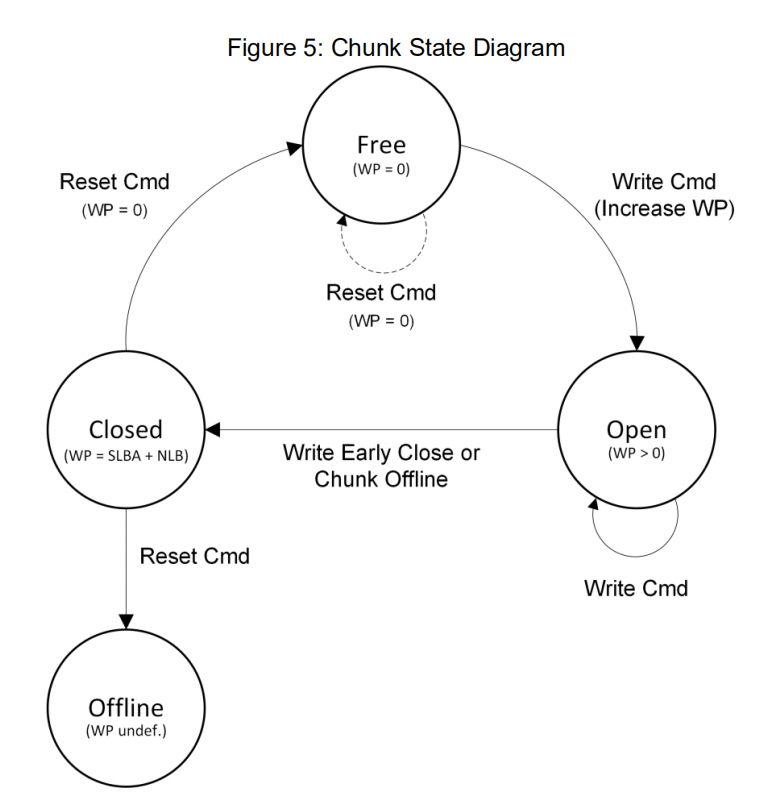 Figure 5: Chunk State Diagram
Free
(WP = 0)
Reset Cmd
(WP = 0)
Write Cmd
(Increase WP)
Reset Cmd
(WP = 0)
Closed
(WP = SLBA + NLB)
Open
(WP > 0)
Write Early Close or
Chunk Offline
Reset Cmd
Write Cmd
Offline
(WP undef.)